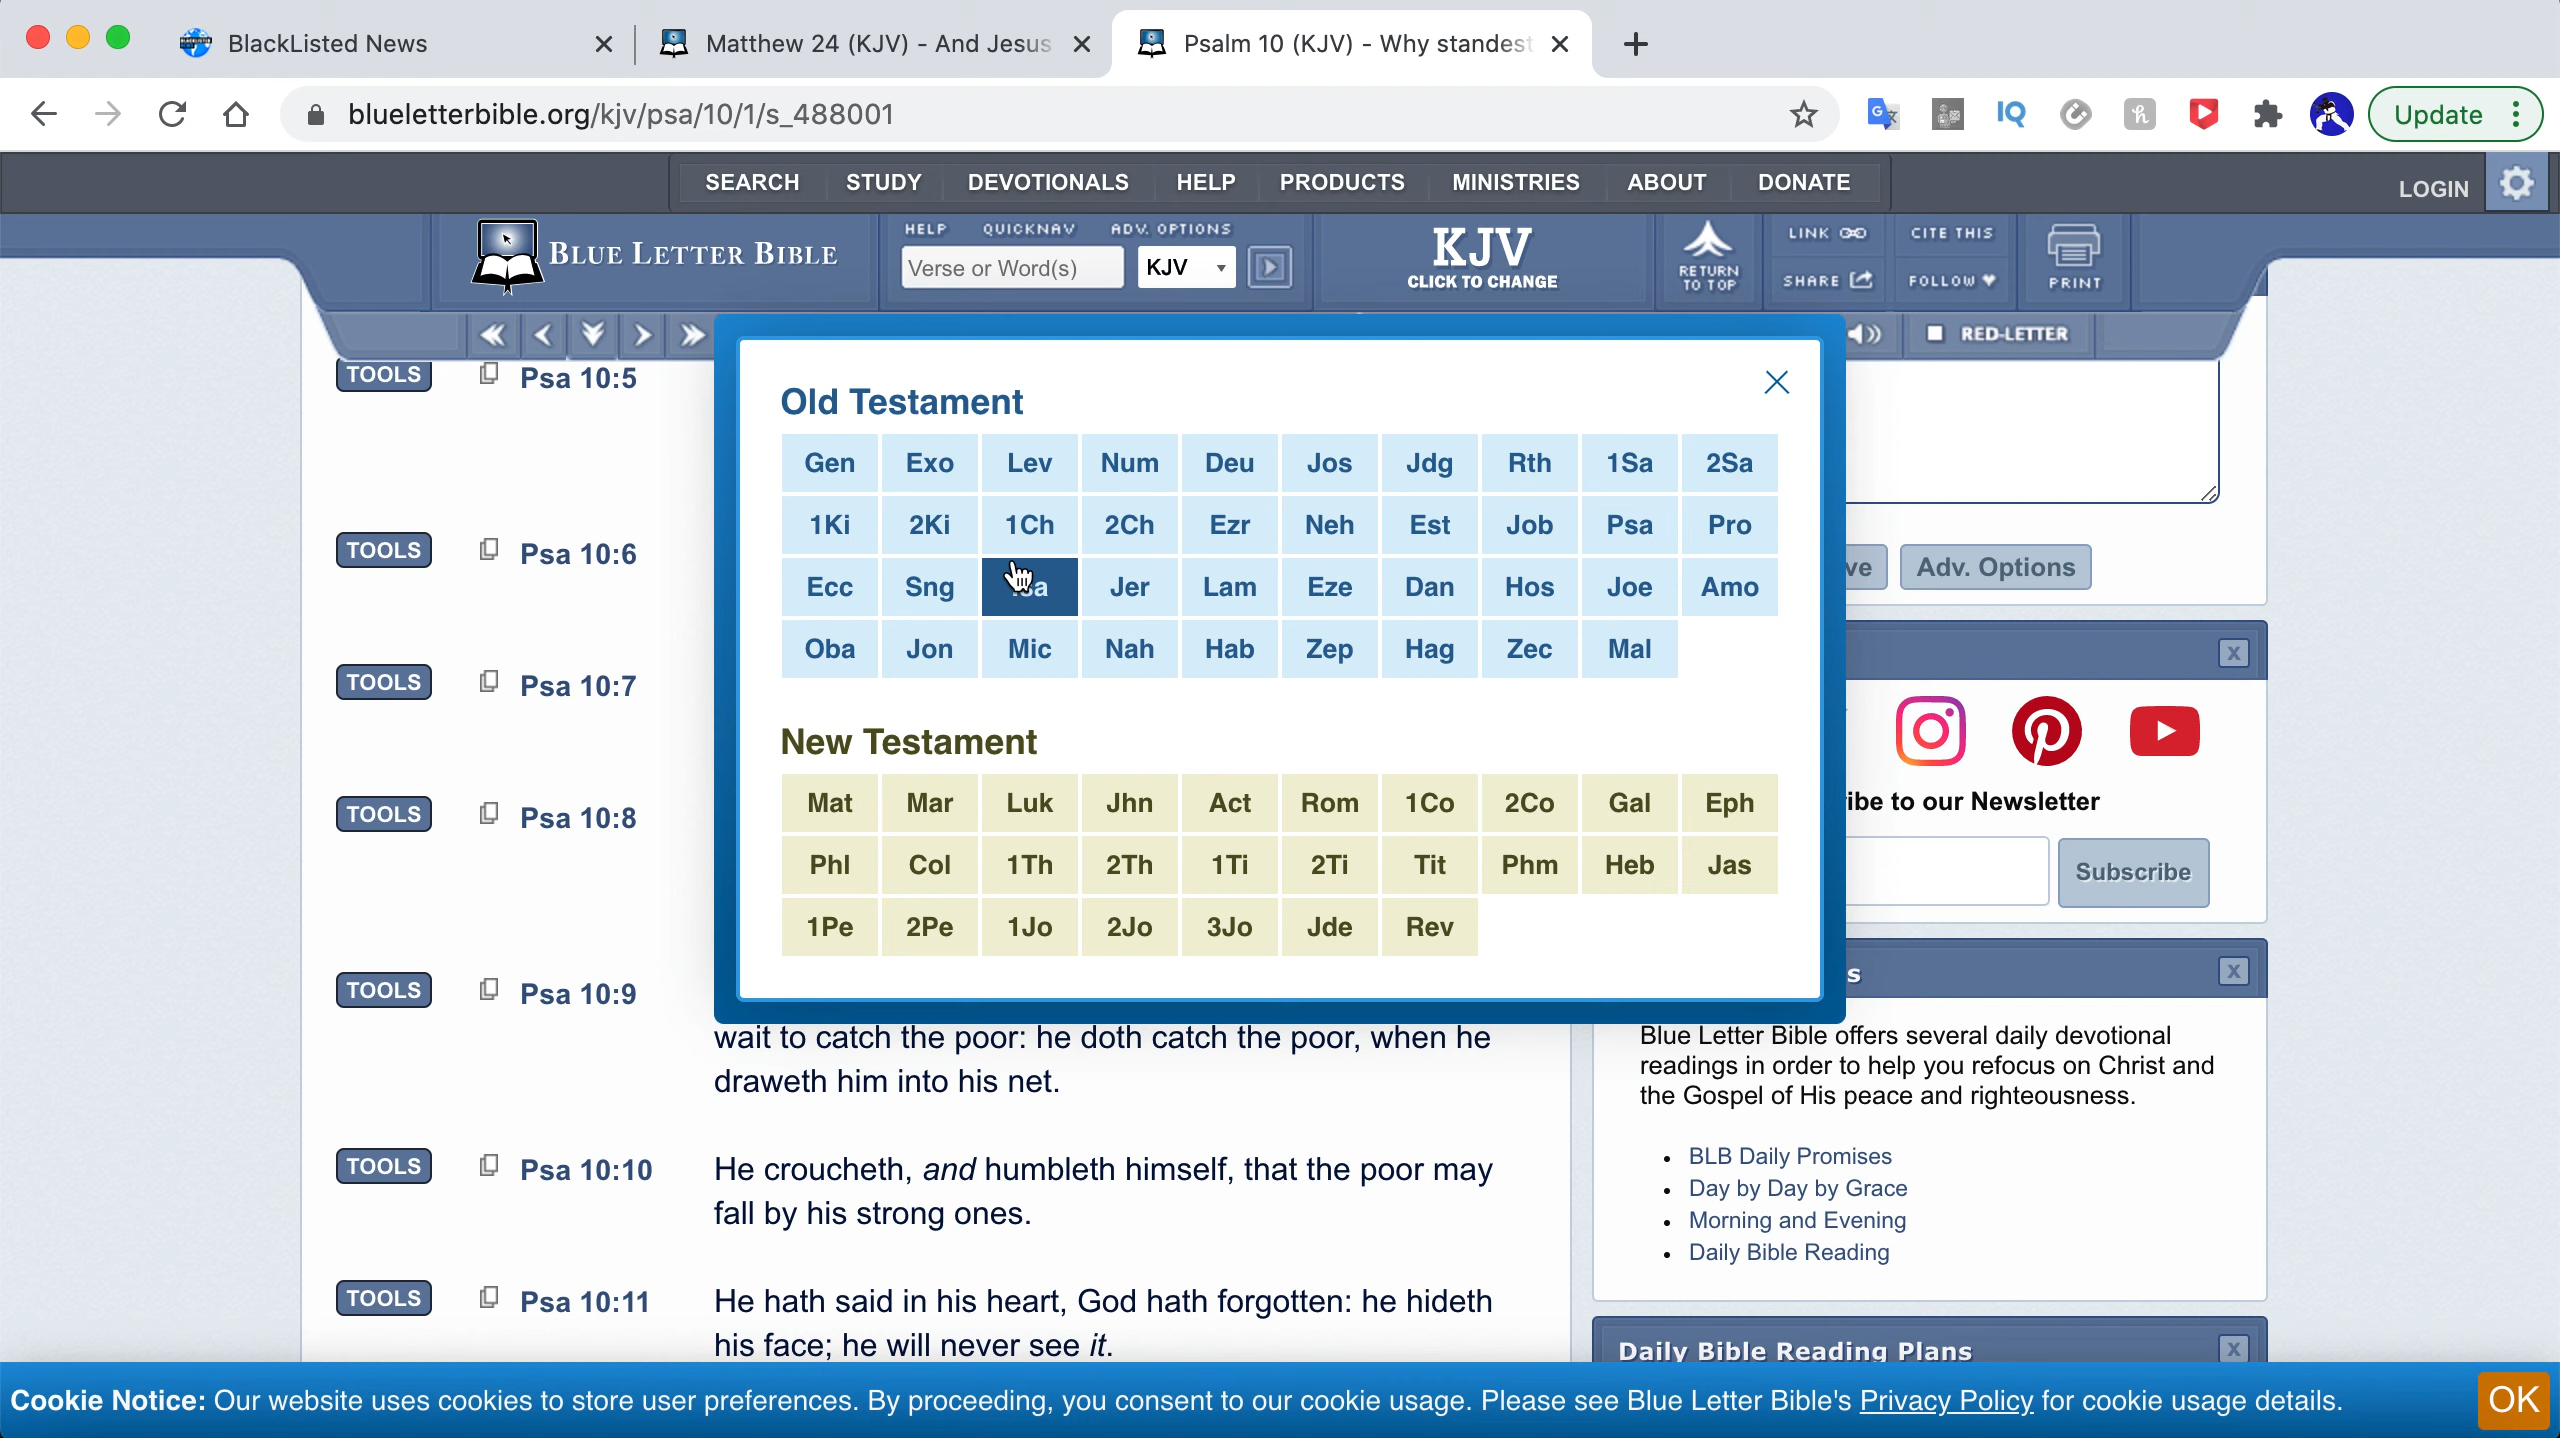 BlackListed News
Matthew 24 (KJV) - And Jesus
Psalm 10 (KJV) - Why standest
blueletterbible.org/kjv/psa/10/1/s_488001
IQ
Update
SEARCH STUDY DEVOTIONALS HELP PRODUCTS MINISTRIES ABOUT DONATE
LOGIN
BLUE LETTER BIBLE
HELP QUICKNAV ADV. OPTIONS
Verse or Word(s)
KJV
KJV
CLICK TO CHANGE
RETURN
TO TOP
LINK
CITE THIS
SHARE
FOLLOW
PRINT
RED-LETTER
Old Testament
Gen Exo Lev Num Deu Jos Jdg Rth 1Sa 2Sa
1Ki 2Ki 1Ch 2Ch Ezr Neh Est Job Psa Pro
Ecc Sng Isa Jer Lam Eze Dan Hos Joe Amo
Oba Jon Mic Nah Hab Zep Hag Zec Mal
New Testament
Mat Mar Luk Jhn Act Rom 1Co 2Co Gal Eph
Phl Col 1Th 2Th 1Ti 2Ti Tit Phm Heb Jas
1Pe 2Pe 1Jo 2Jo 3Jo Jde Rev
TOOLS Psa 10:5
TOOLS Psa 10:6
TOOLS Psa 10:7
TOOLS Psa 10:8
TOOLS Psa 10:9
wait to catch the poor: he doth catch the poor, when he
draweth him into his net.
TOOLS Psa 10:10 He croucheth, and humbleth himself, that the poor may
fall by his strong ones.
TOOLS Psa 10:11 He hath said in his heart, God hath forgotten: he hideth
his face; he will never see it.
ve
Adv. Options
X
ibe to our Newsletter
Subscribe
s
X
Blue Letter Bible offers several daily devotional
readings in order to help you refocus on Christ and
the Gospel of His peace and righteousness.
BLB Daily Promises
Day by Day by Grace
Morning and Evening
Daily Bible Reading
Daily Bible Reading Plans
X
Cookie Notice: Our website uses cookies to store user preferences. By proceeding, you consent to our cookie usage. Please see Blue Letter Bible's Privacy Policy for cookie usage details.
OK